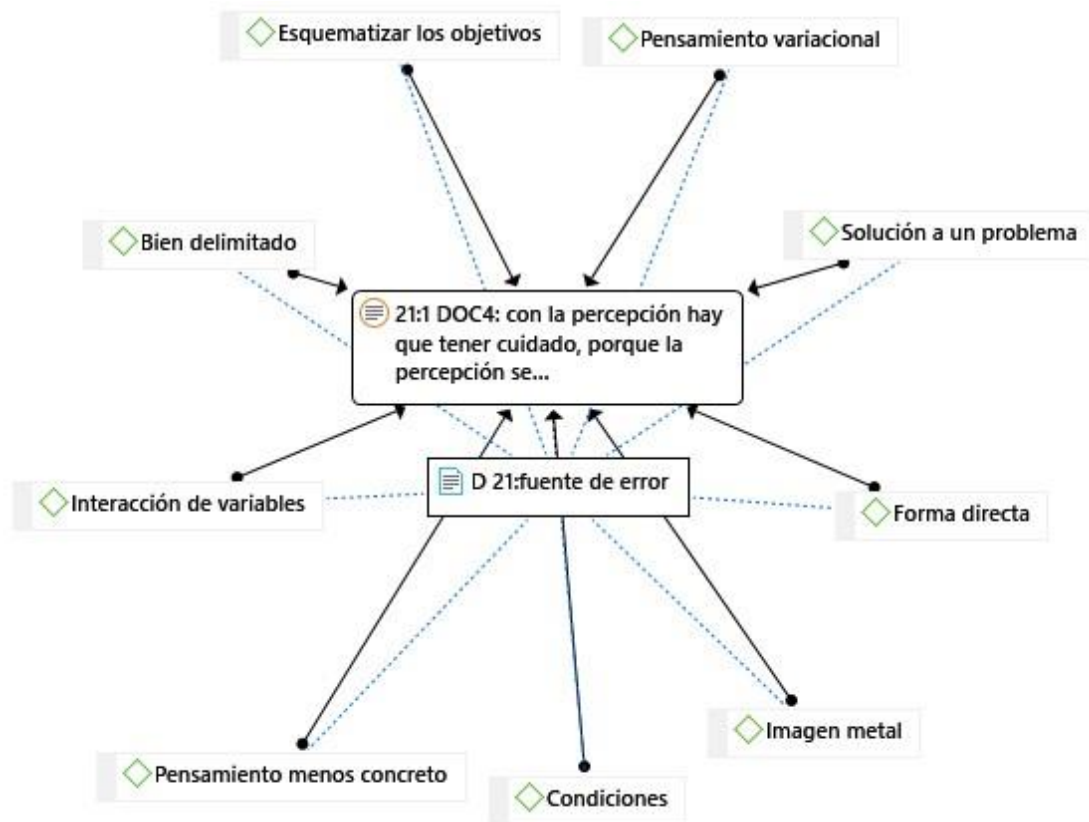 Esquematizar los objetivos
Pensamiento variacional
Bien delimitado
Solución a un problema
21:1 DOC4: con la percepción hay
que tener cuidado, porque la
percepción se...
D 21:fuente de error
Interacción de variables
Forma directa
Imagen metal
Pensamiento menos concreto
Condiciones